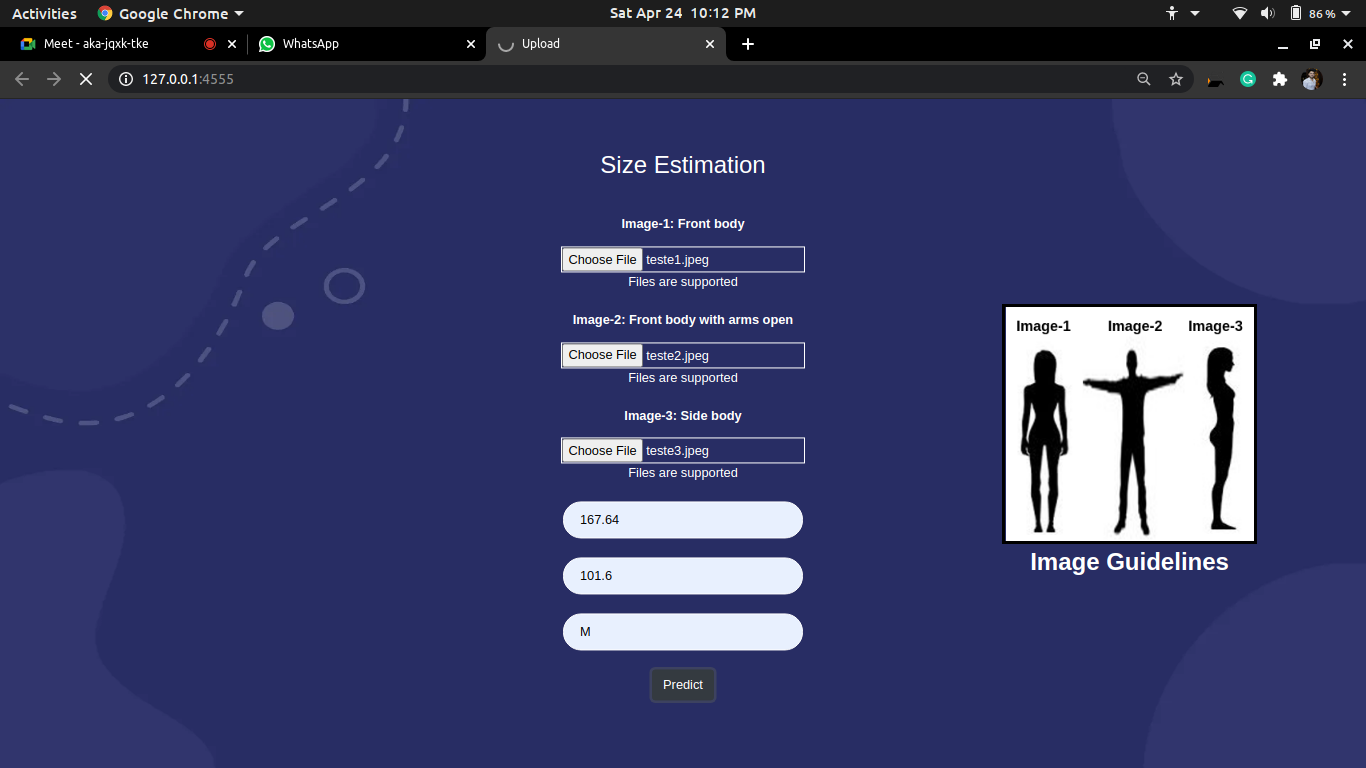 Activities Google Chrome Sat Apr 24 10:12 PM 86 %
Meet - aka-jqxk-tke WhatsApp Upload
127.0.0.1:4555
Size Estimation
Image-1: Front body
Choose File teste1.jpeg
Files are supported
Image-2: Front body with arms open
Choose File teste2.jpeg
Files are supported
Image-3: Side body
Choose File teste3.jpeg
Files are supported
167.64
101.6
M
Predict
Image-1 Image-2 Image-3
Image Guidelines